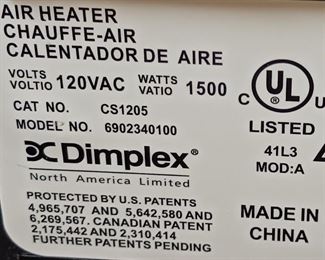 AIR HEATER
CHAUFFE-AIR
CALENTADOR DE AIRE
VOLTS
VOLTIO 120VAC WATTS
VATIO 1500
CAT NO. CS1205
MODEL NO. 6902340100
Dimplex®
North America Limited
PROTECTED BY U.S. PATENTS
4,965,707 AND 5,642,580 AND
6,269,567. CANADIAN PATENT
2,175,442 AND 2,310,414
FURTHER PATENTS PENDING
C UL
LISTED
41L3
MOD:A
MADE IN
CHINA